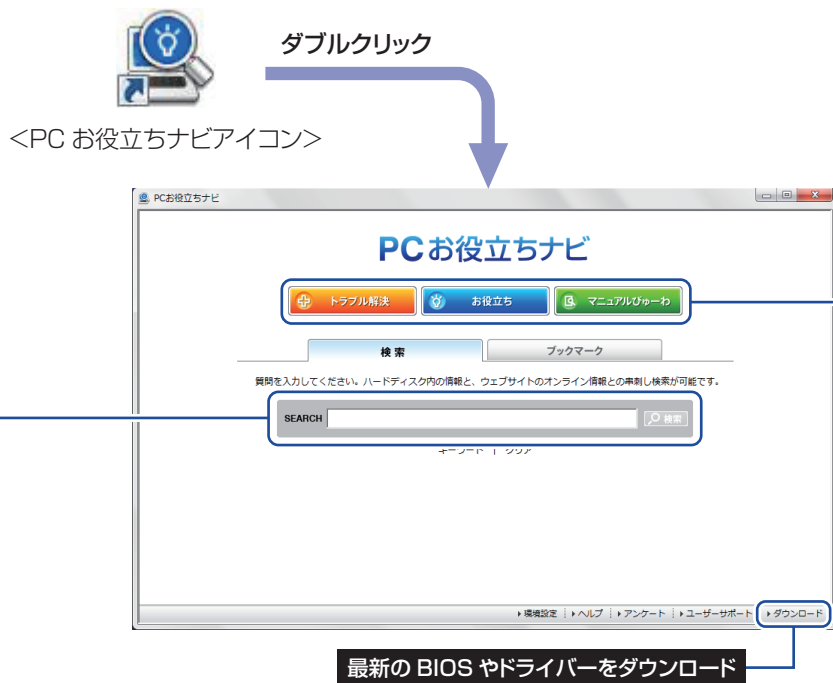 ダブルクリック
<PC お役立ちナビアイコン>
PCお役立ちナビ
PCお役立ちナビ
トラブル解決 お役立ち マニュアルびゅーわ
検索 ブックマーク
質問を入力してください。ハードディスク内の情報と、ウェブサイトのオンライン情報との串刺し検索が可能です。
SEARCH 検索
キーワード | クリア
環境設定 ヘルプ アンケート ユーザーサポート ダウンロード
最新の BIOS やドライバーをダウンロード